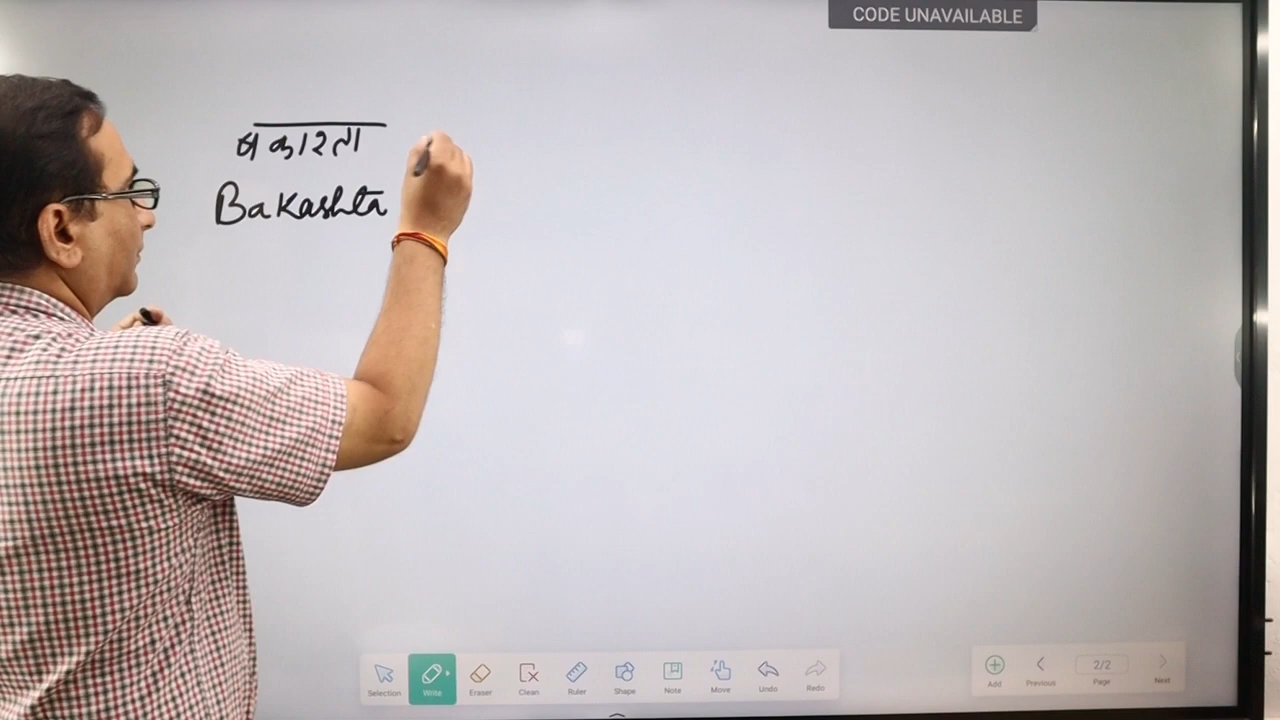 CODE UNAVAILABLE
Bakashta
Selection Write Eraser Clean Ruler Shape Note Move Undo Redo
Add Previous 2/2 Page Next